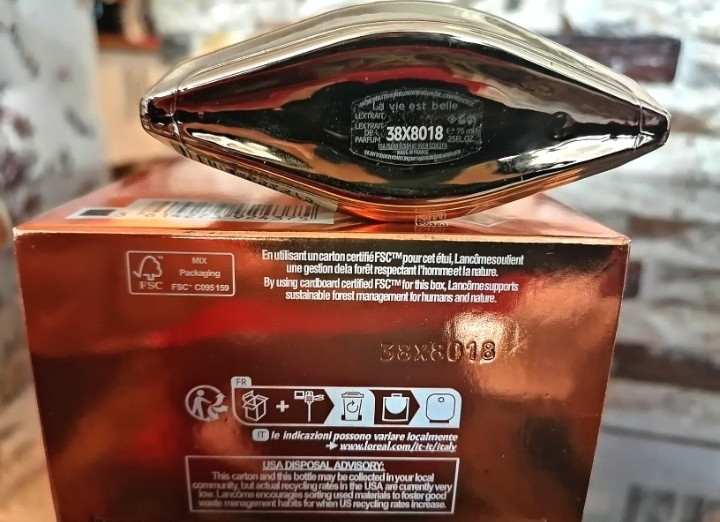 La vie est belle
L'EXTRAIT
L'EXTRAIT
DE
PARFUM
38X8018
e 75 ml
2.5FL.OZ.
MADE IN FRANCE
MIX
Packaging
FSC
FSC™ C095159
En utilisant un carton certifié FSC™ pour cet étui, Lancôme soutient
une gestion de la forêt respectant l'homme et la nature.
By using cardboard certified FSC™ for this box, Lancôme supports
sustainable forest management for humans and nature.
38X8018
FR
+
IT le indicazioni possono variare localmente
www.loreal.com/it-it/italy
USA DISPOSAL ADVISORY:
This carton and this bottle may be collected in your local
community, but actual recycling rates in the USA are currently very
low. Lancôme encourages sorting used materials to foster good
waste management habits for when US recycling rates increase.